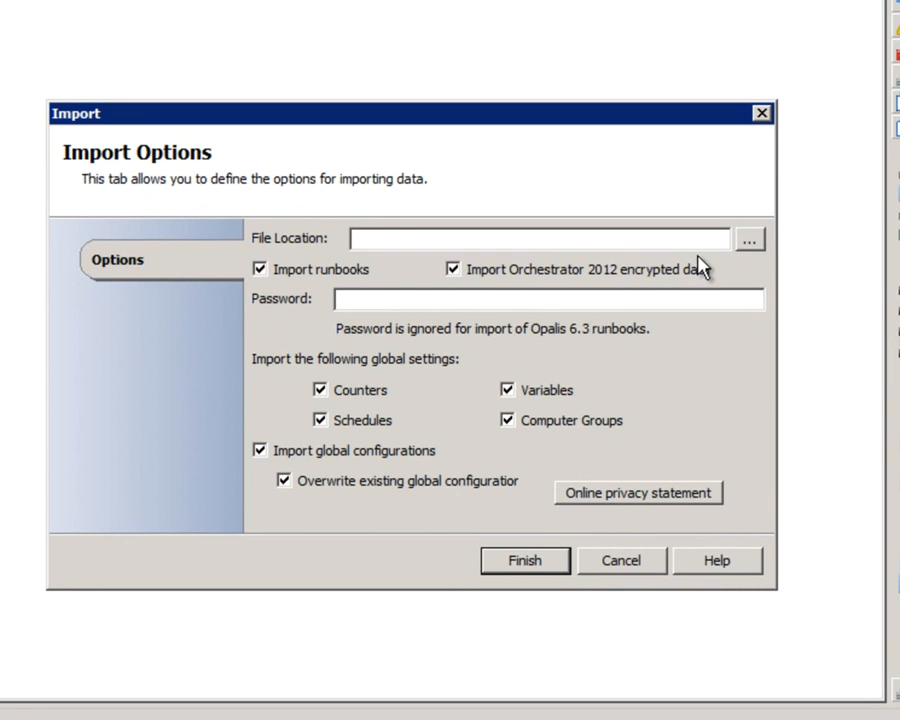 Import
Import Options
This tab allows you to define the options for importing data.
Options
File Location:
...
Import runbooks
Import Orchestrator 2012 encrypted
Password:
Password is ignored for import of Opalis 6.3 runbooks.
Import the following global settings:
Counters
Variables
Schedules
Computer Groups
Import global configurations
Overwrite existing global configuratior
Online privacy statement
Finish
Cancel
Help